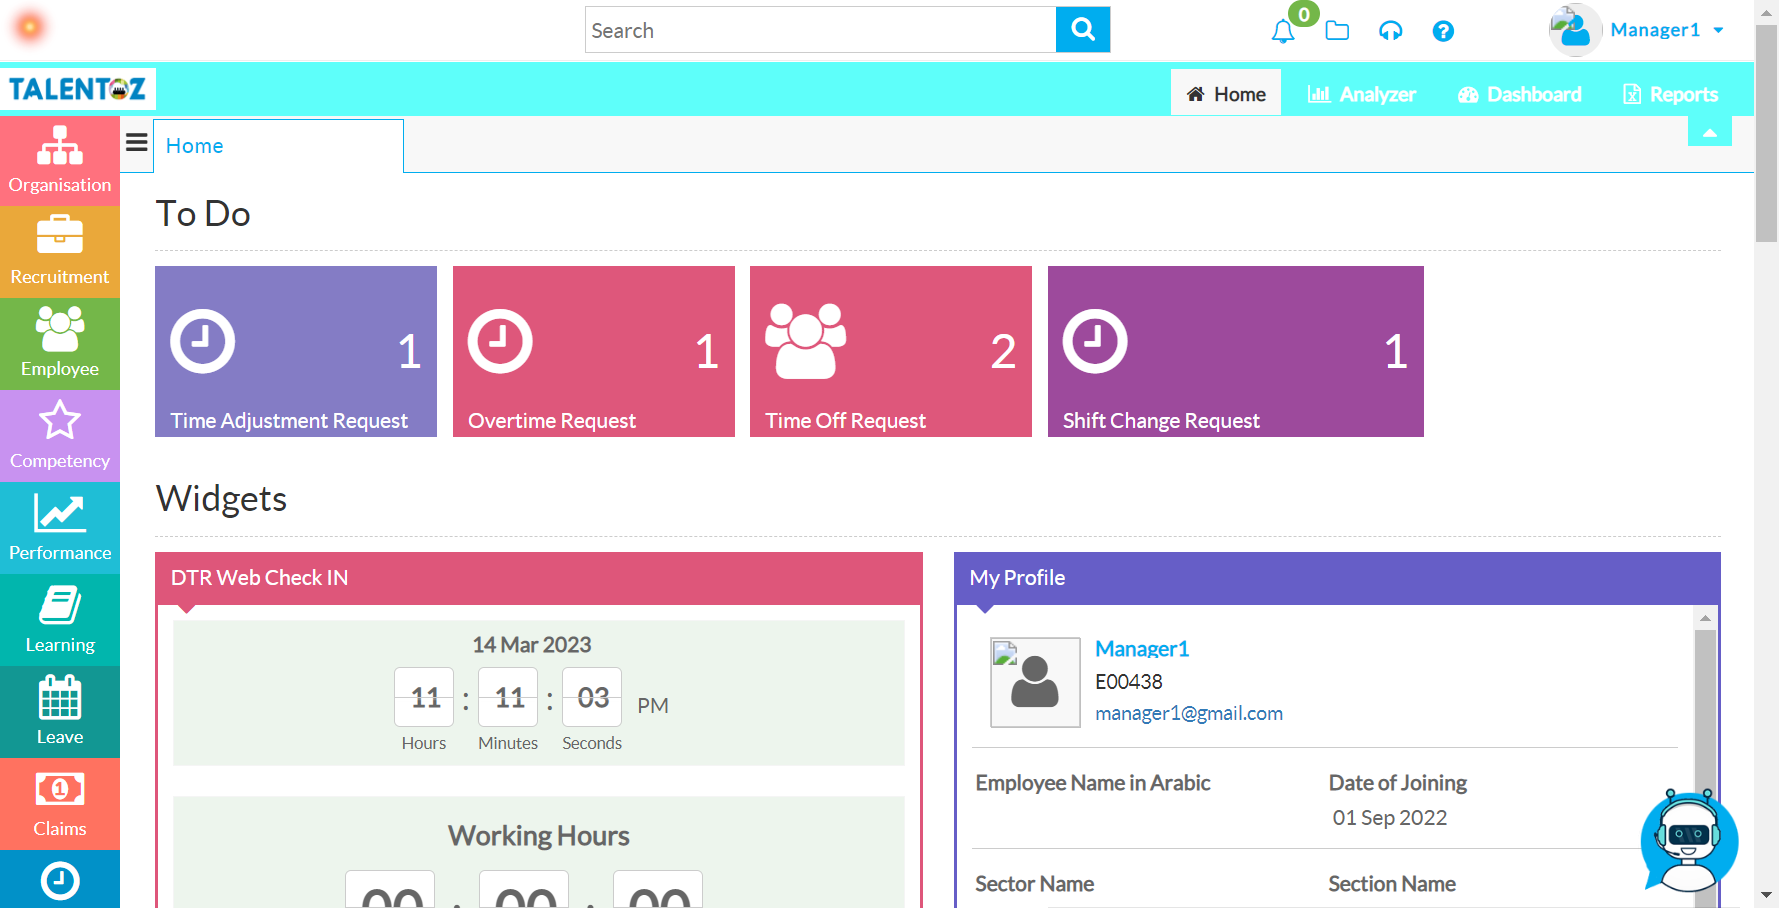 Search
0
Manager1
TALENTOZ
Home
Analyzer
Dashboard
Reports
Organisation
Recruitment
Employee
Competency
Performance
Learning
Leave
Claims
Home
To Do
1
Time Adjustment Request
1
Overtime Request
2
Time Off Request
1
Shift Change Request
Widgets
DTR Web Check IN
14 Mar 2023
11 : 11 : 03 PM
Hours Minutes Seconds
Working Hours
00 : 00 : 00
My Profile
Manager1
E00438
manager1@gmail.com
Employee Name in Arabic
Date of Joining
01 Sep 2022
Sector Name
Section Name